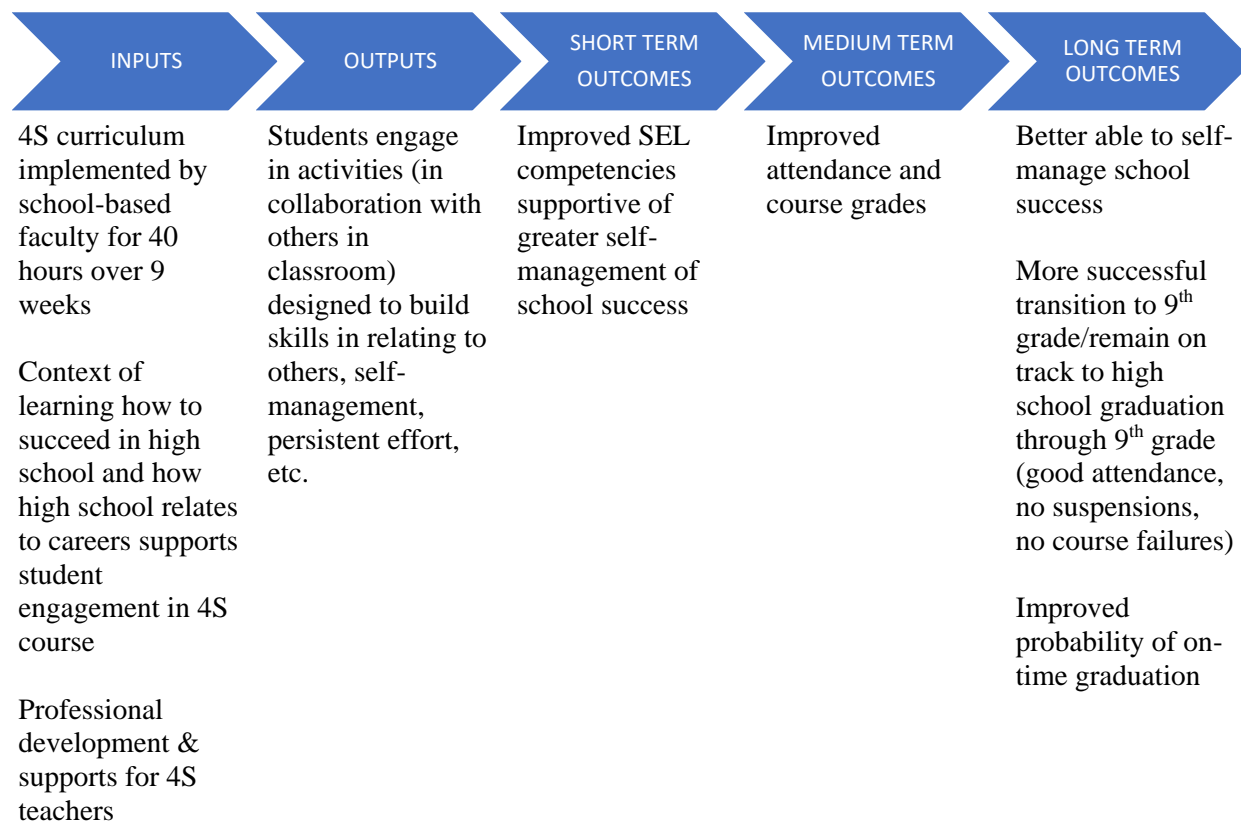 INPUTS
OUTPUTS
SHORT TERM
OUTCOMES
MEDIUM TERM
OUTCOMES
LONG TERM
OUTCOMES
4S curriculum
implemented by
school-based
faculty for 40
hours over 9
weeks
Context of
learning how to
succeed in high
school and how
high school relates
to careers supports
student
engagement in 4S
course
Professional
development &
supports for 4S
teachers
Students engage
in activities (in
collaboration with
others in
classroom)
designed to build
skills in relating to
others, self-
management,
persistent effort,
etc.
Improved SEL
competencies
supportive of
greater self-
management of
school success
Improved
attendance and
course grades
Better able to self-
manage school
success
More successful
transition to 9th
grade/remain on
track to high
school graduation
through 9th grade
(good attendance,
no suspensions,
no course failures)
Improved
probability of on-
time graduation